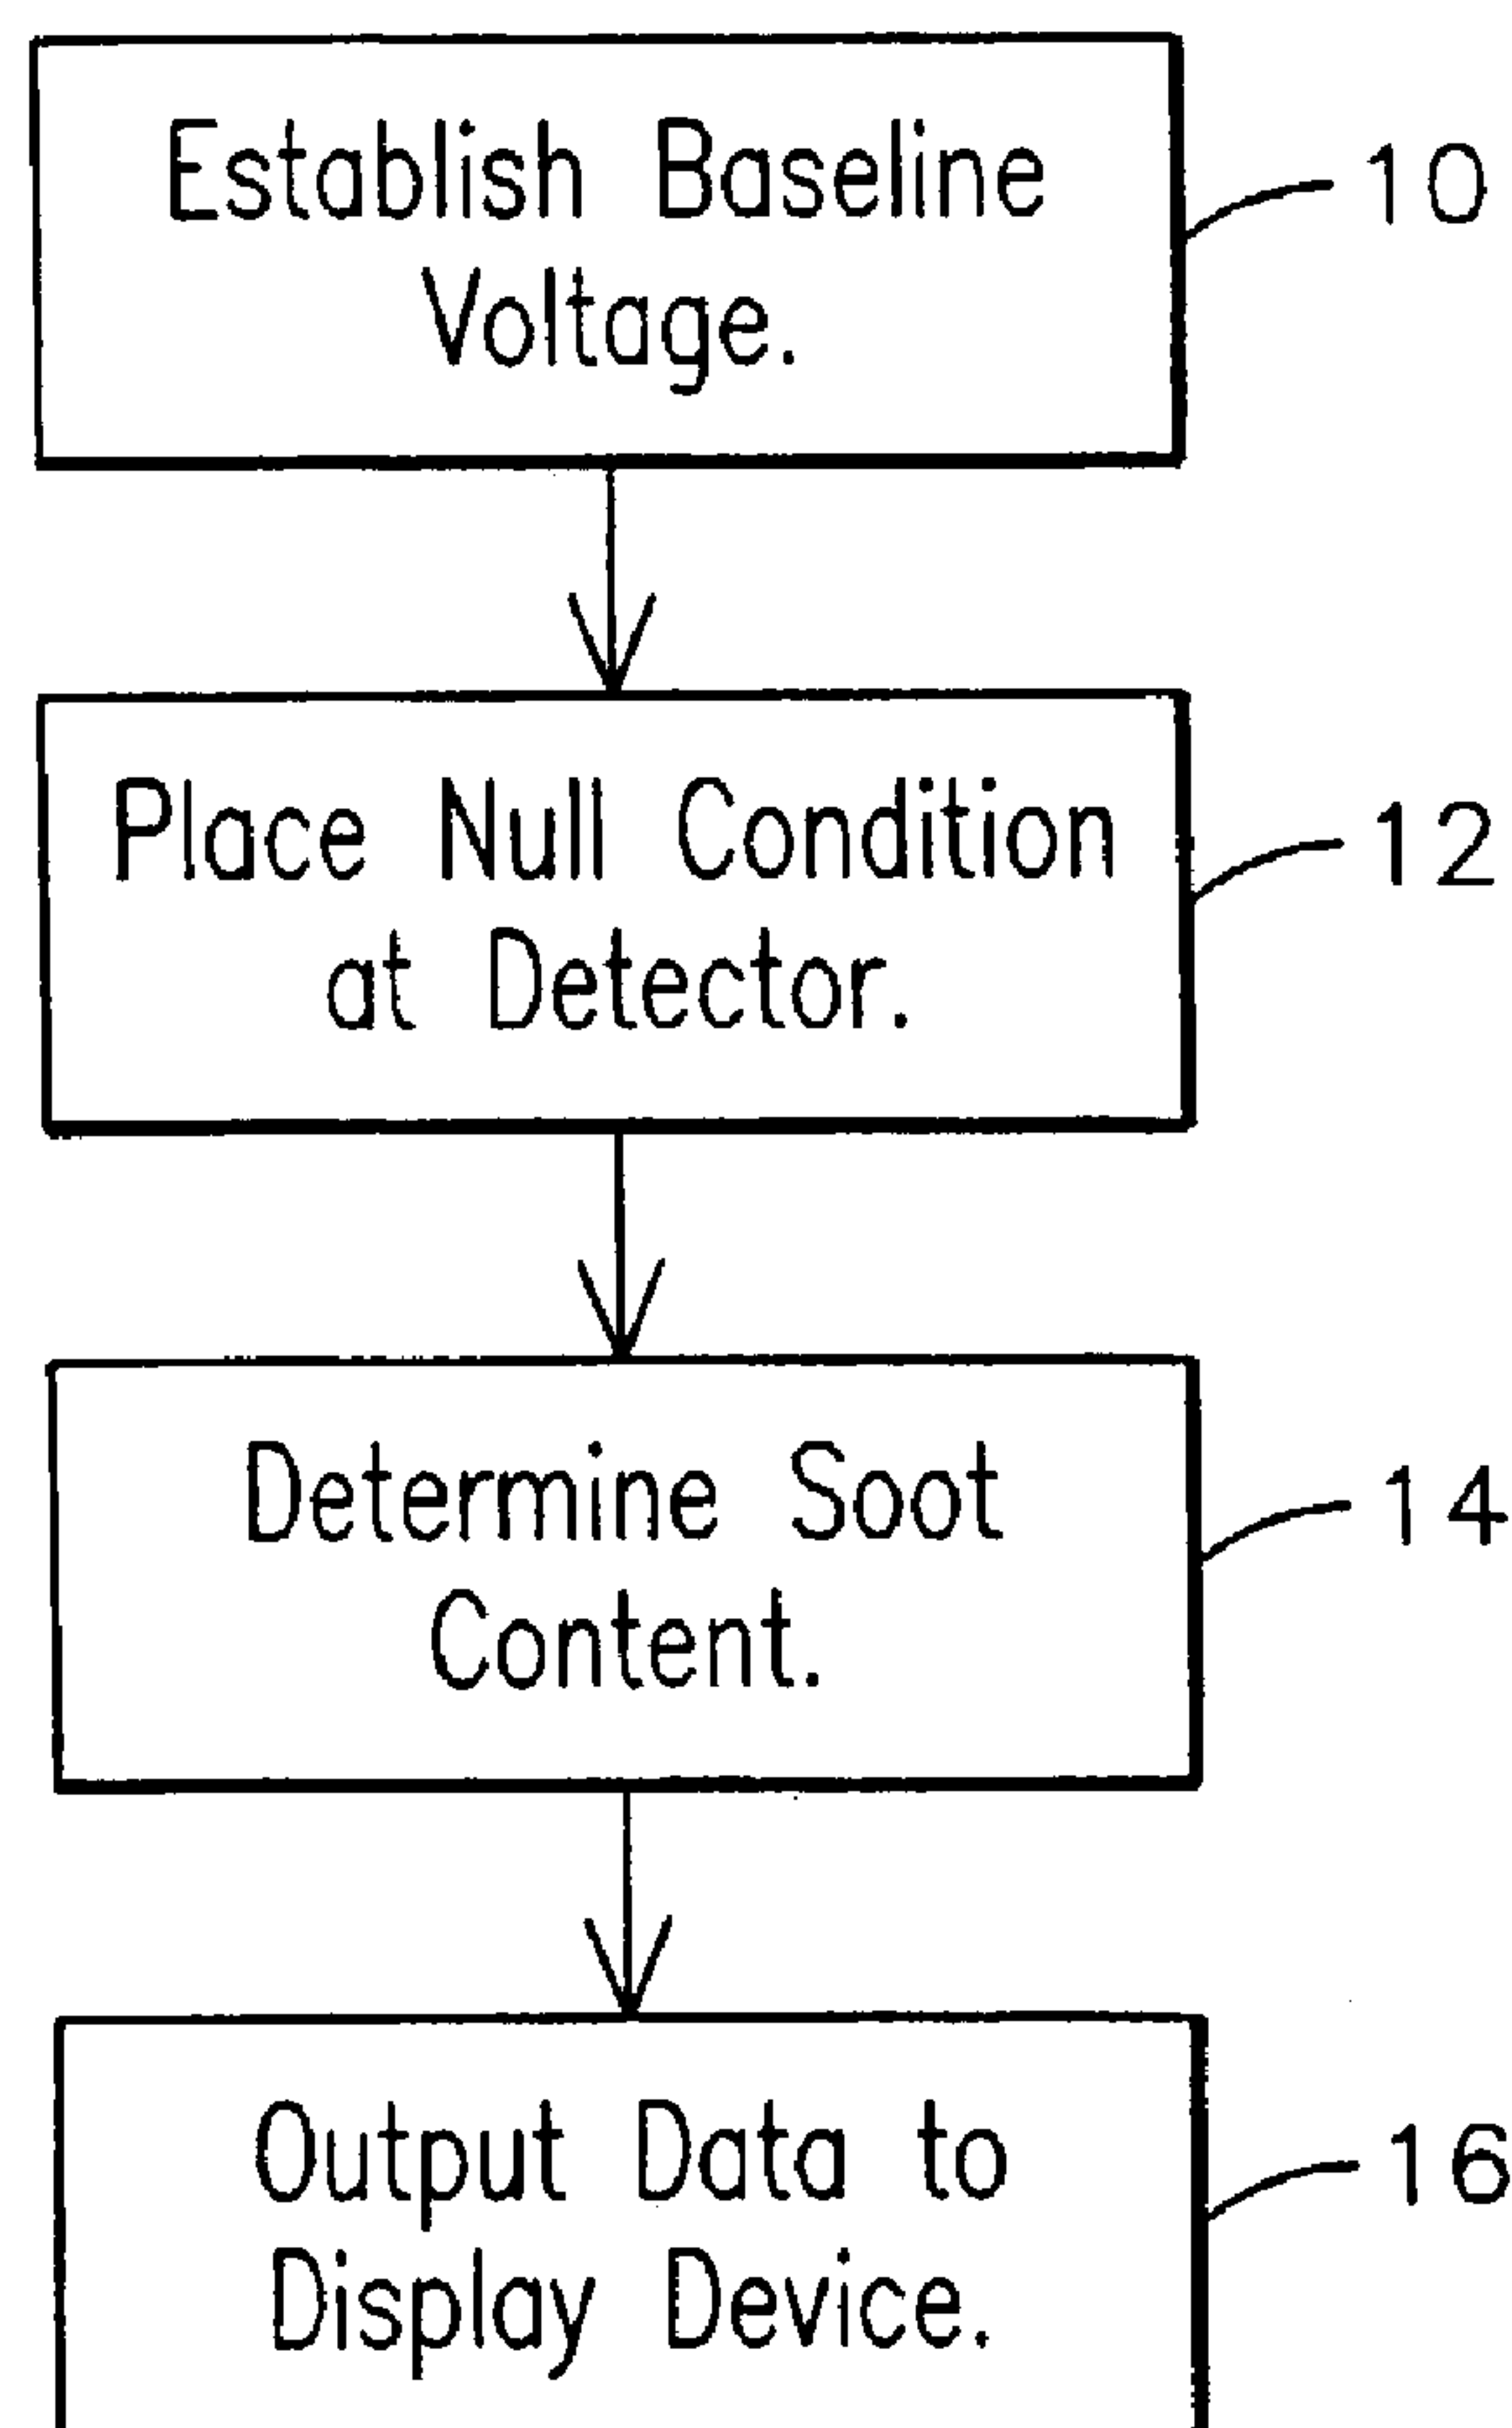 Establish Baseline
Voltage.
10
Place Null Condition
at Detector.
12
Determine Soot
Content.
14
Output Data to
Display Device.
16